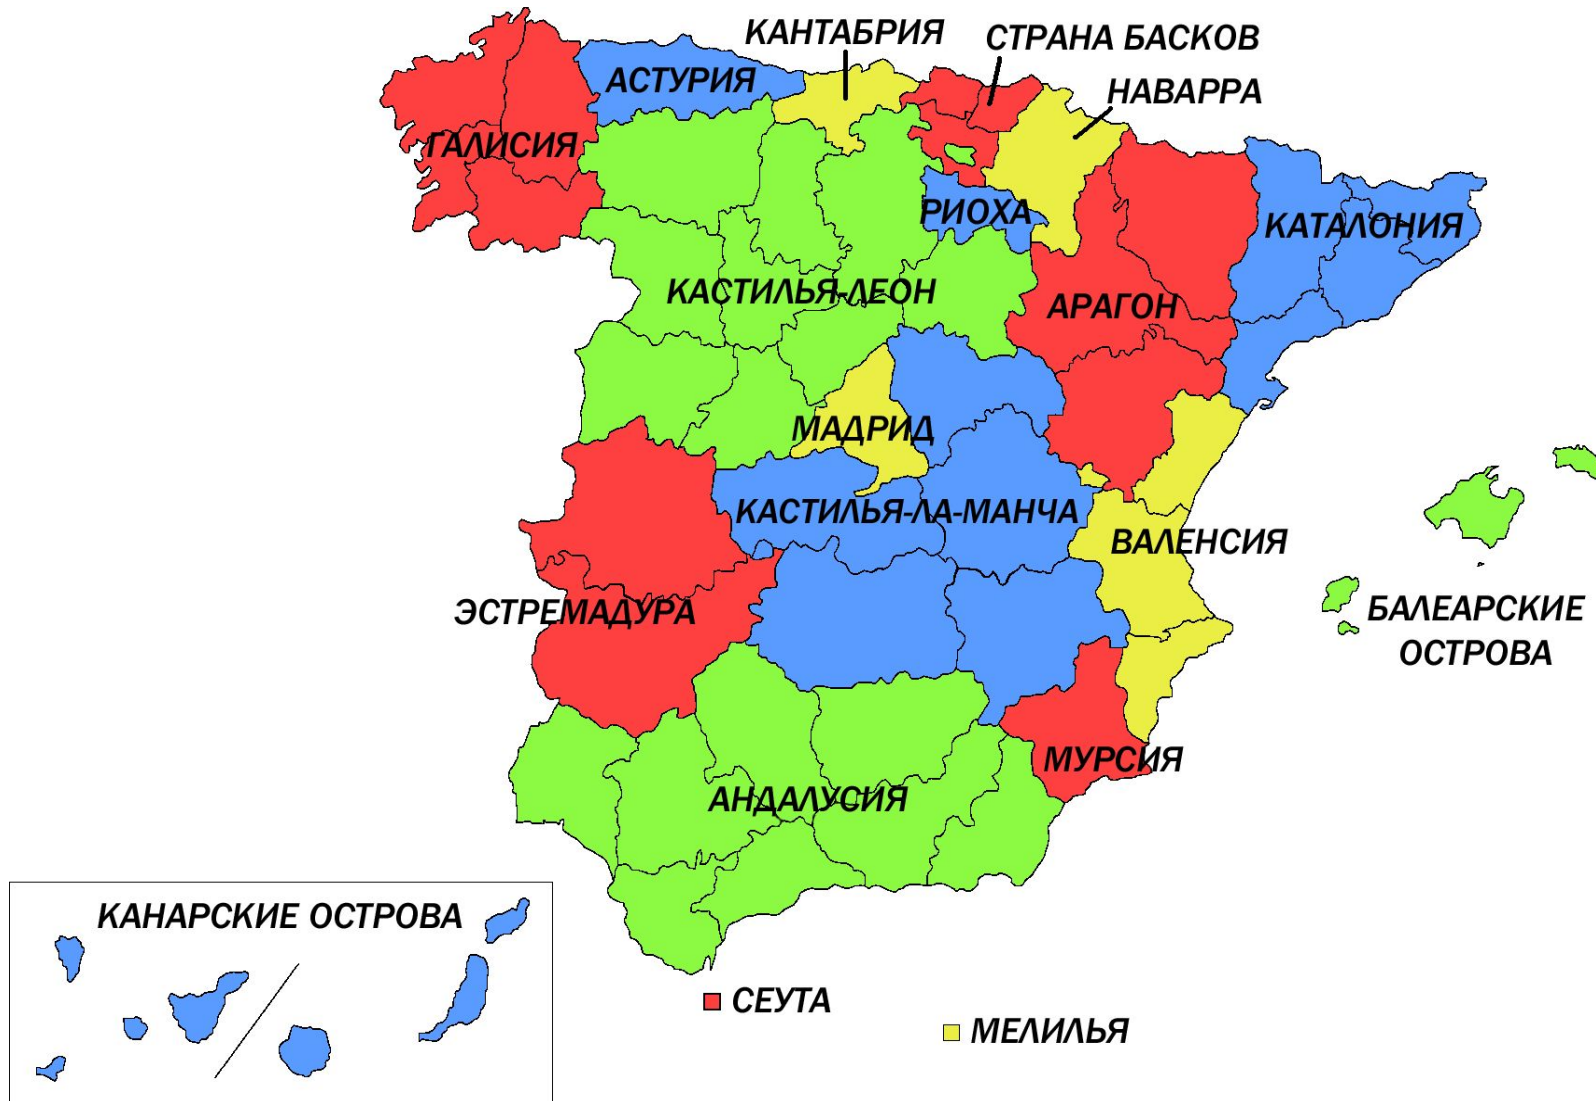 КАНТАБРИЯ
СТРАНА БАСКОВ
АСТУРИЯ
НАВАРРА
ГАЛИСИЯ
РИОХА
КАТАЛОНИЯ
КАСТИЛЬЯ-ЛЕОН
АРАГОН
МАДРИД
КАСТИЛЬЯ-ЛА-МАНЧА
ВАЛЕНСИЯ
ЭСТРЕМАДУРА
БАЛЕАРСКИЕ
ОСТРОВА
МУРСИЯ
АНДАЛУСИЯ
КАНАРСКИЕ ОСТРОВА
СЕУТА
МЕЛИЛЬЯ